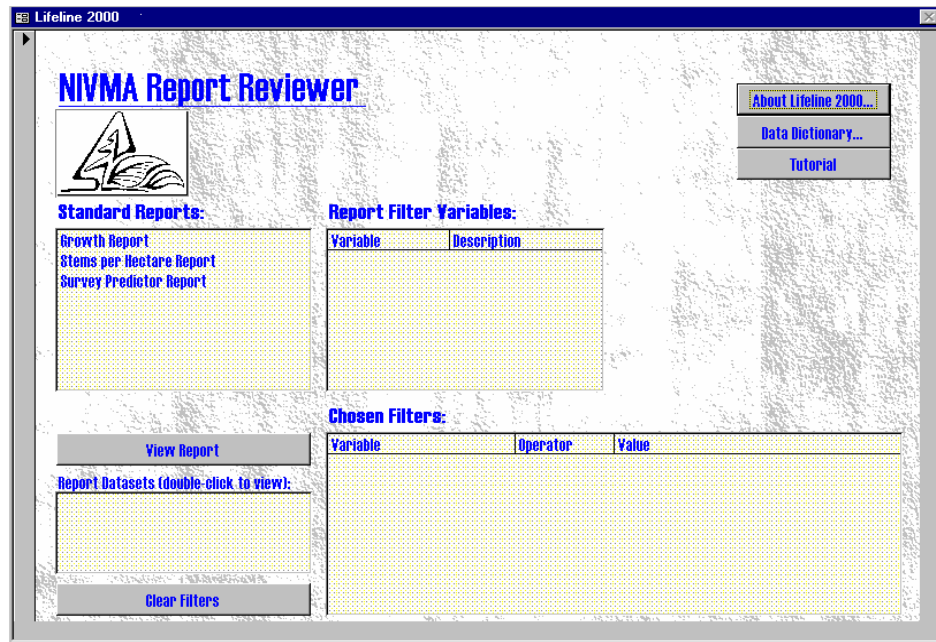 Lifeline 2000
NIVMA Report Reviewer
About Lifeline 2000...
Data Dictionary...
Tutorial
Standard Reports:
Growth Report
Stems per Hectare Report
Survey Predictor Report
Report Filter Variables:
Variable Description
Chosen Filters:
Variable Operator Value
View Report
Report Datasets (double-click to view):
Clear Filters